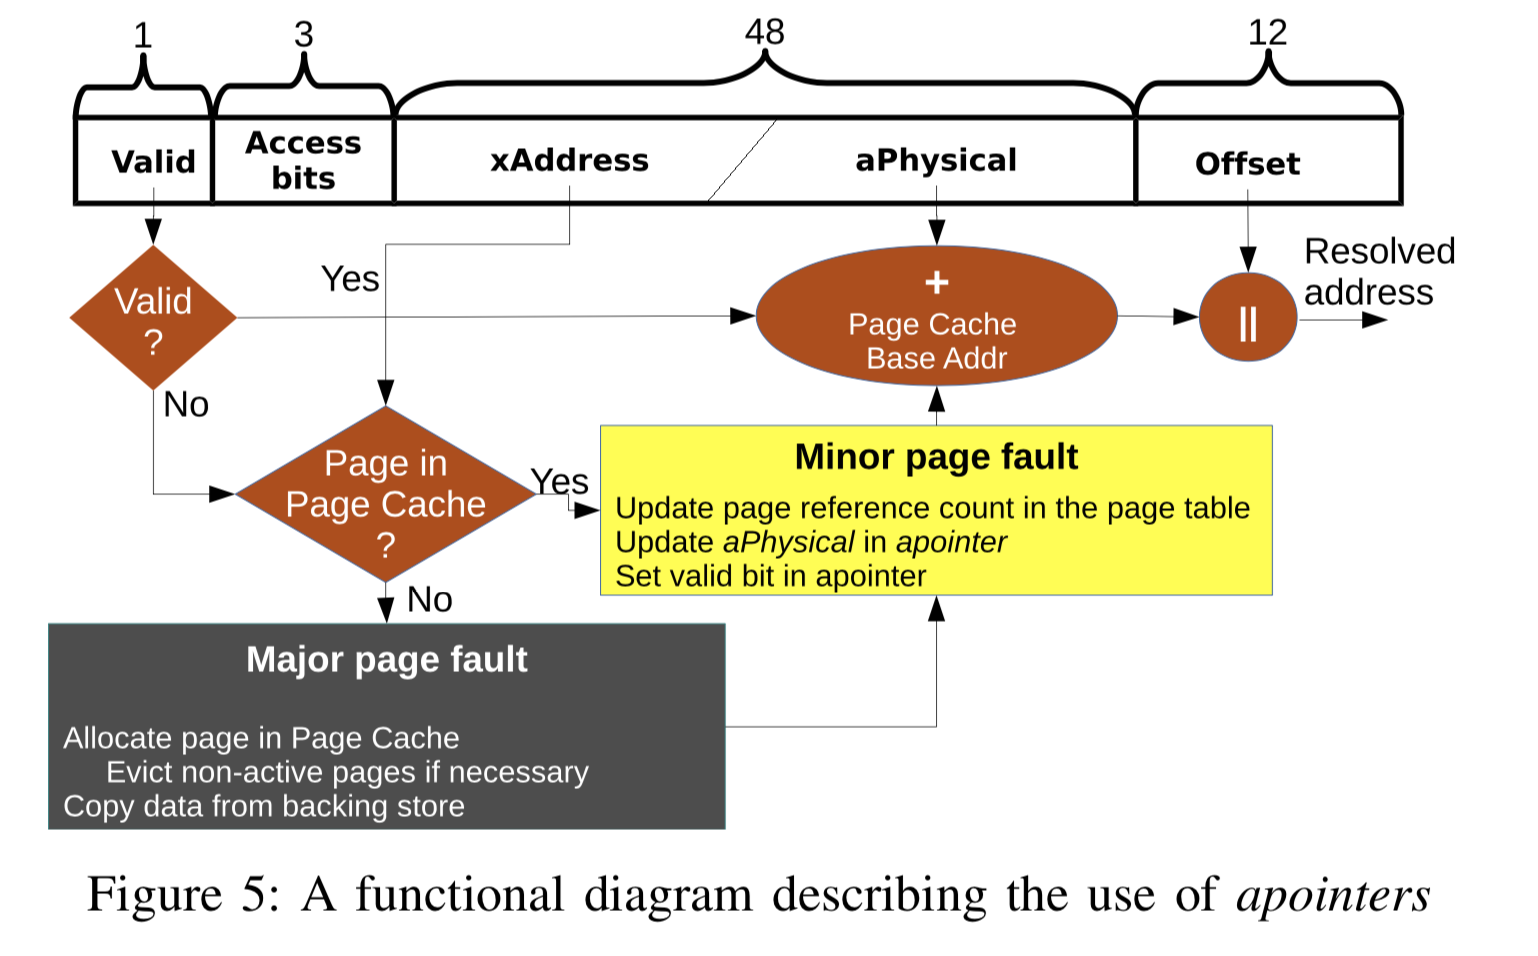 1
3
48
12
Valid
Access
bits
xAddress
aPhysical
Offset
Valid
?
Yes
No
+
Page Cache
Base Addr
||
Resolved
address
Page in
Page Cache
?
Yes
No
Minor page fault
Update page reference count in the page table
Update aPhysical in apointer
Set valid bit in apointer
Major page fault
Allocate page in Page Cache
Evict non-active pages if necessary
Copy data from backing store
Figure 5: A functional diagram describing the use of apointers